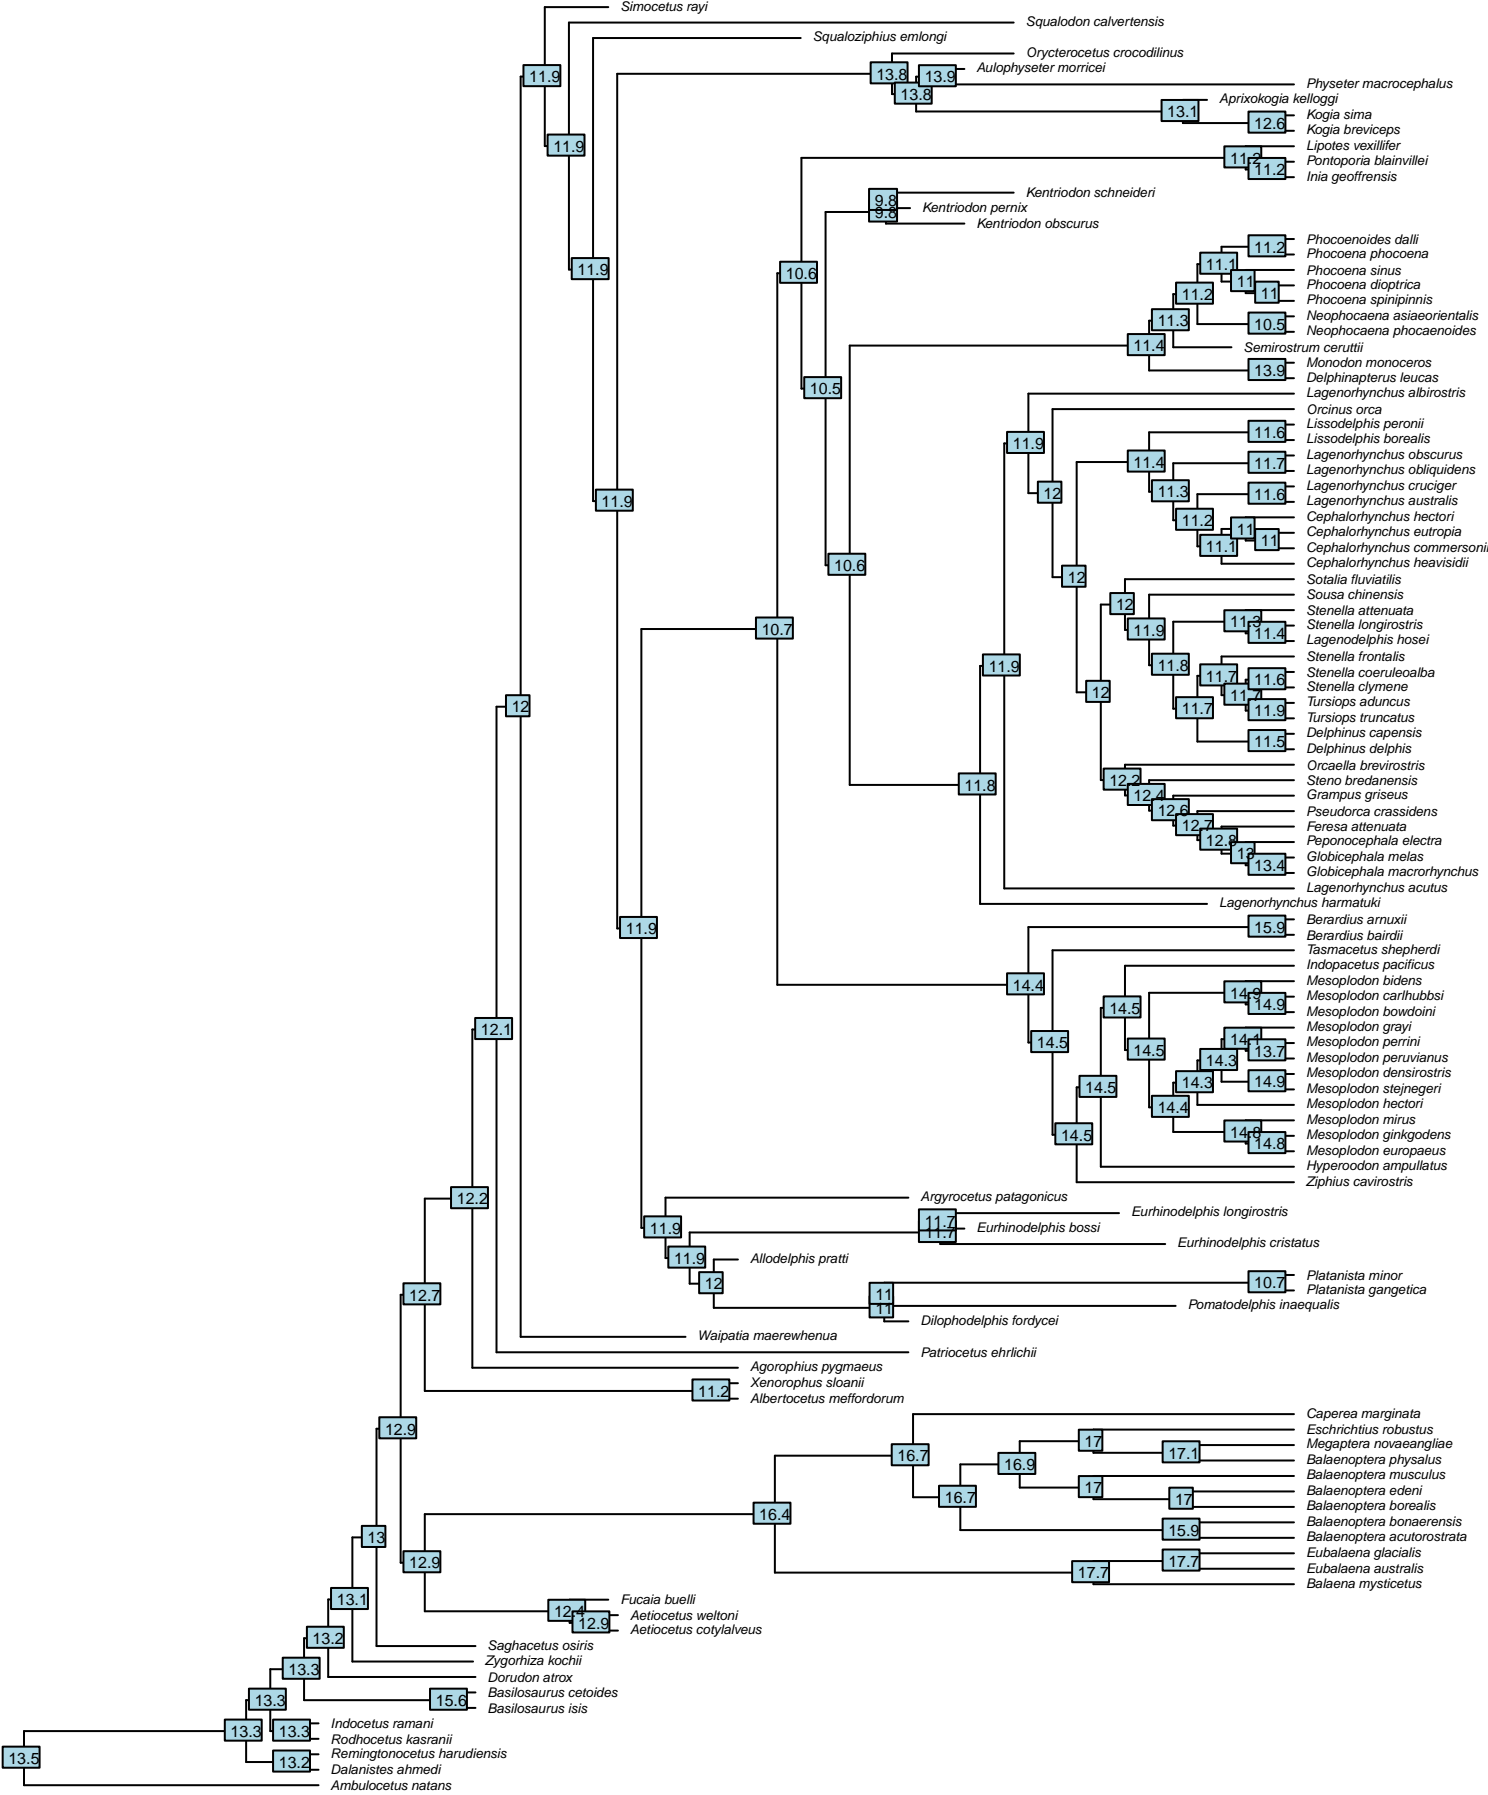 Simocetus rayi
Squalodon calvertensis
Squaloziphius emlongi
Orycterocetus crocodilinus
Aulophyseter morricei
11.9
13.8
13.9
Physeter macrocephalus
13.8
Aprixokogia kelloggi
13.1
Kogia sima
12.6
Kogia breviceps
11.9
Lipotes vexillifer
11.2
Pontoporia blainvillei
11.2
Inia geoffrensis
Kentriodon schneideri
9.8
Kentriodon pernix
9.8
Kentriodon obscurus
Phocoenoides dalli
11.2
Phocoena phocoena
11.1
11.9
10.6
Phocoena sinus
11
Phocoena dioptrica
11.2
11
Phocoena spinipinnis
Neophocaena asiaeorientalis
11.3
10.5
Neophocaena phocaenoides
11.4
Semirostrum ceruttii
Monodon monoceros
13.9
Delphinapterus leucas
10.5
Lagenorhynchus albirostris
Orcinus orca
Lissodelphis peronii
11.6
Lissodelphis borealis
11.9
Lagenorhynchus obscurus
11.4
11.7
Lagenorhynchus obliquidens
Lagenorhynchus cruciger
12
11.3
11.6
Lagenorhynchus australis
11.9
Cephalorhynchus hectori
11.2
11
Cephalorhynchus eutropia
11
11.1
Cephalorhynchus commersonii
Cephalorhynchus heavisidii
10.6
12
Sotalia fluviatilis
Sousa chinensis
12
Stenella attenuata
11.3
Stenella longirostris
10.7
11.9
11.4
Lagenodelphis hosei
Stenella frontalis
11.9
11.8
Stenella coeruleoalba
11.7
11.6
Stenella clymene
12
11.7
Tursiops aduncus
12
11.7
11.9
Tursiops truncatus
Delphinus capensis
11.5
Delphinus delphis
Orcaella brevirostris
11.8
12.2
Steno bredanensis
12.4
Grampus griseus
12.6
Pseudorca crassidens
12.7
Feresa attenuata
12.8
Peponocephala electra
13
Globicephala melas
13.4
Globicephala macrorhynchus
Lagenorhynchus acutus
Lagenorhynchus harmatuki
Berardius arnuxii
11.9
15.9
Berardius bairdii
Tasmacetus shepherdi
Indopacetus pacificus
14.4
Mesoplodon bidens
14.9
Mesoplodon carlhubbsi
14.5
14.9
Mesoplodon bowdoini
12.1
Mesoplodon grayi
14.5
14.1
Mesoplodon perrini
14.5
13.7
Mesoplodon peruvianus
14.3
Mesoplodon densirostris
14.5
14.3
14.9
Mesoplodon stejnegeri
14.4
Mesoplodon hectori
Mesoplodon mirus
14.5
14.8
Mesoplodon ginkgodens
14.8
Mesoplodon europaeus
Hyperoodon ampullatus
Ziphius cavirostris
12.2
Argyrocetus patagonicus
Eurhinodelphis longirostris
11.9
11.7
Eurhinodelphis bossi
11.7
Eurhinodelphis cristatus
11.9
Allodelphis pratti
12
Platanista minor
10.7
Platanista gangetica
12.7
11
Pomatodelphis inaequalis
11
Dilophodelphis fordycei
Waipatia maerewhenua
Patriocetus ehrlichii
Agorophius pygmaeus
Xenorophus sloanii
11.2
Albertocetus meffordorum
Caperea marginata
12.9
Eschrichtius robustus
17
Megaptera novaeangliae
16.7
17.1
Balaenoptera physalus
16.9
Balaenoptera musculus
17
Balaenoptera edeni
16.7
17
Balaenoptera borealis
16.4
Balaenoptera bonaerensis
15.9
Balaenoptera acutorostrata
13
Eubalaena glacialis
12.9
17.7
Eubalaena australis
17.7
Balaena mysticetus
13.1
Fucaia buelli
12.4
Aetiocetus weltoni
12.9
Aetiocetus cotylalveus
13.2
Saghacetus osiris
Zygorhiza kochii
13.3
Dorudon atrox
Basilosaurus cetoides
13.3
15.6
Basilosaurus isis
Indocetus ramani
13.3
13.3
Rodhocetus kasranii
Remingtonocetus harudiensis
13.5
13.2
Dalanistes ahmedi
Ambulocetus natans